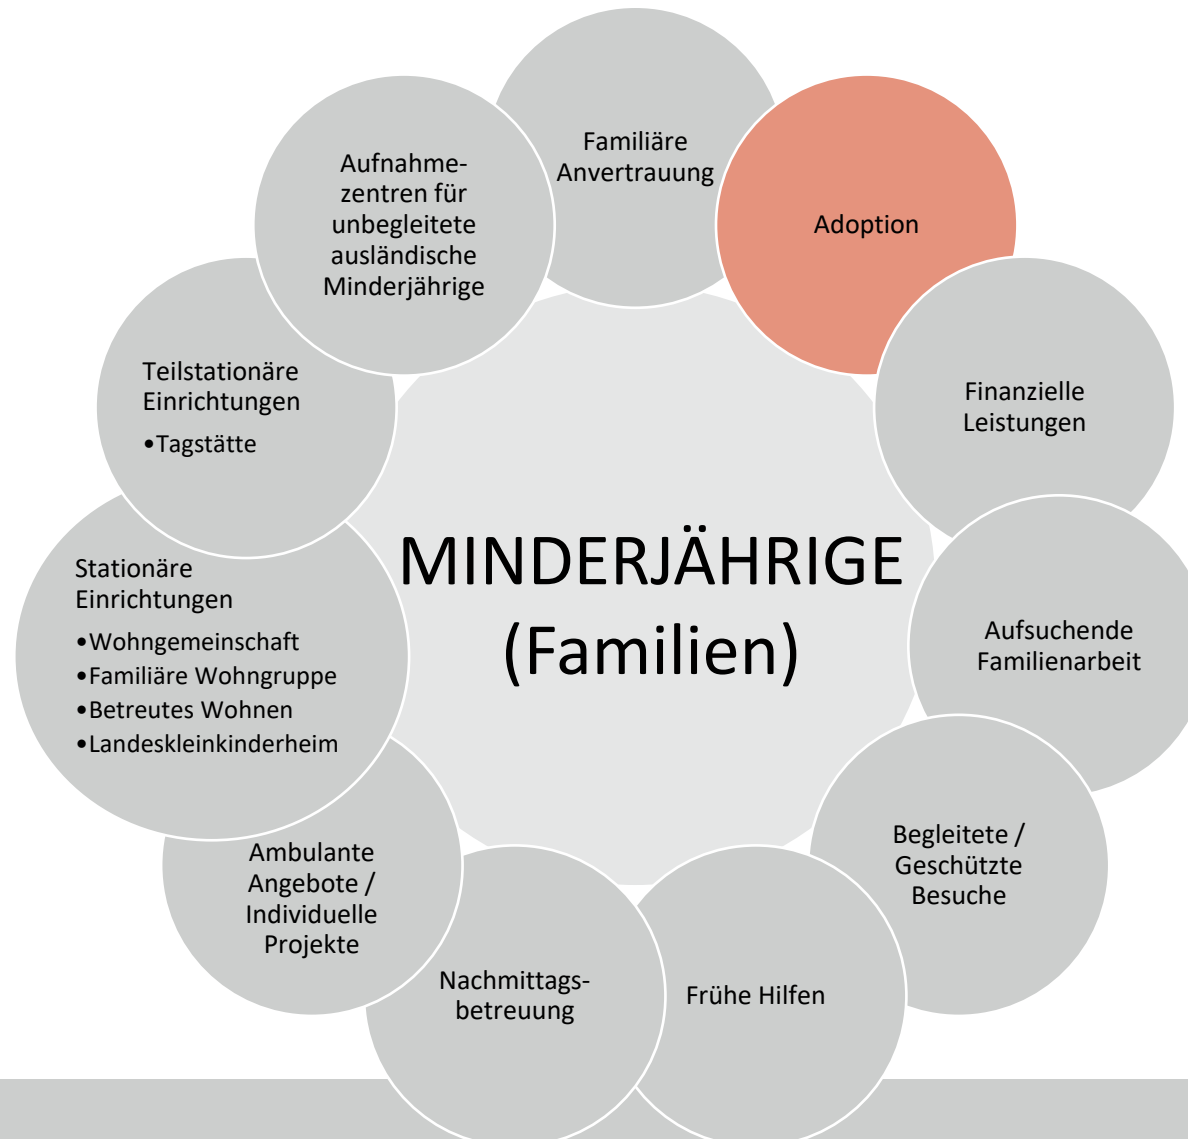 Familiäre
Anvertrauung
Adoption
Finanzielle
Leistungen
Aufsuchende
Familienarbeit
Begleitete /
Geschützte
Besuche
Frühe Hilfen
Nachmittags-
betreuung
Ambulante
Angebote /
Individuelle
Projekte
Stationäre
Einrichtungen
•Wohngemeinschaft
•Familiäre Wohngruppe
•Betreutes Wohnen
•Landeskleinkinderheim
Teilstationäre
Einrichtungen
•Tagstätte
Aufnahme-
zentren für
unbegleitete
ausländische
Minderjährige
MINDERJÄHRIGE
(Familien)